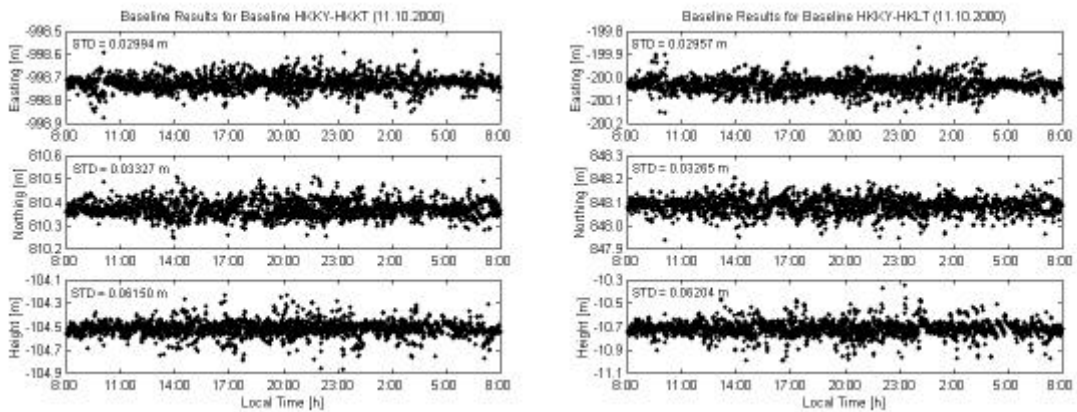 Baseline Results for Baseline HKKY-HKKT (11.10.2000)
-998.5
-998.6
-998.7
-998.8
-998.9
Easting [m]
STD = 0.02994 m
8:00 11:00 14:00 17:00 20:00 23:00 2:00 5:00 8:00
810.6
810.5
810.4
810.3
810.2
Northing [m]
STD = 0.03327 m
8:00 11:00 14:00 17:00 20:00 23:00 2:00 5:00 8:00
-104.1
-104.3
-104.5
-104.7
-104.9
Height [m]
STD = 0.06150 m
8:00 11:00 14:00 17:00 20:00 23:00 2:00 5:00 8:00
Local Time [h]
Baseline Results for Baseline HKKY-HKLT (11.10.2000)
-199.8
-199.9
-200.0
-200.1
-200.2
Easting [m]
STD = 0.02957 m
8:00 11:00 14:00 17:00 20:00 23:00 2:00 5:00 8:00
848.3
848.2
848.1
848.0
847.9
Northing [m]
STD = 0.03265 m
8:00 11:00 14:00 17:00 20:00 23:00 2:00 5:00 8:00
-10.3
-10.5
-10.7
-10.9
-11.1
Height [m]
STD = 0.06204 m
8:00 11:00 14:00 17:00 20:00 23:00 2:00 5:00 8:00
Local Time [h]